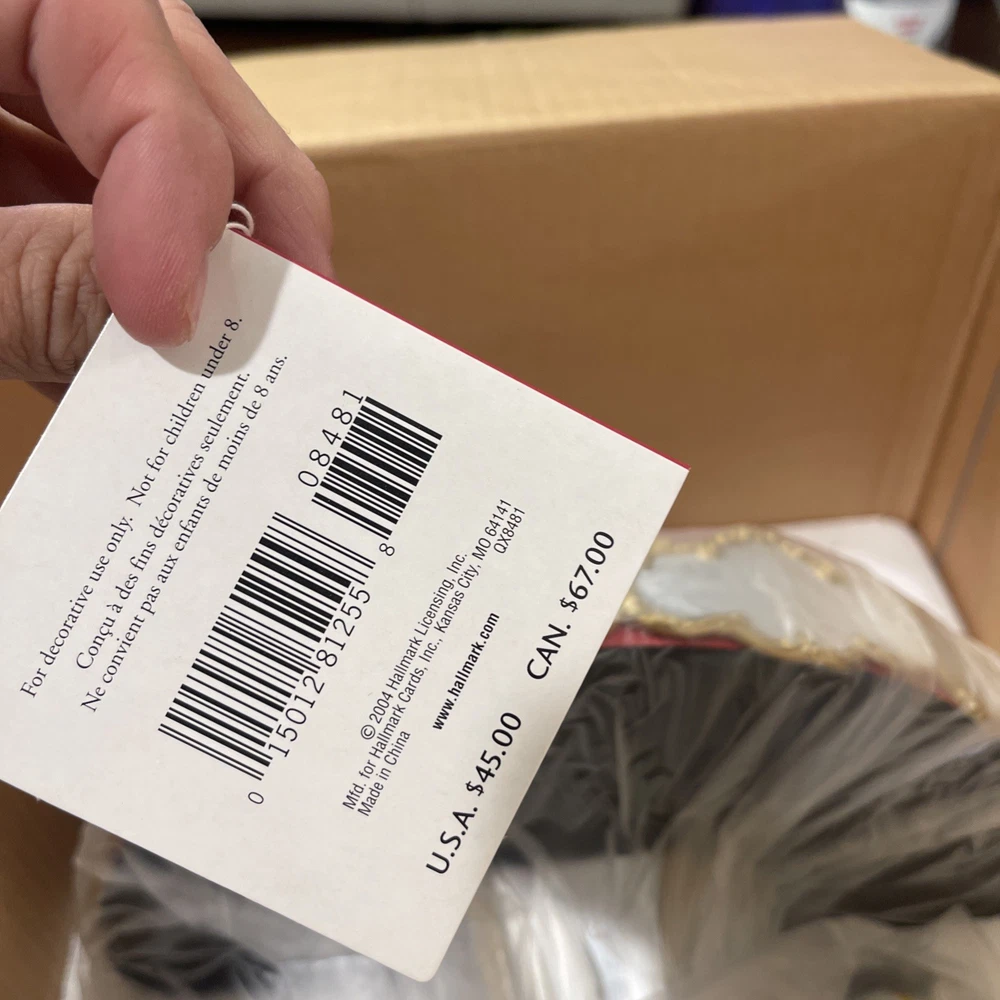 For decorative use only. Not for children under 8.
Conçu à des fins décoratives seulement.
Ne convient pas aux enfants de moins de 8 ans.
08481
0 15012 81255 8
© 2004 Hallmark Licensing, Inc.
Mfd. for Hallmark Cards, Inc., Kansas City, MO 64141
Made in China
QX8481
www.hallmark.com
U.S.A. $45.00 CAN. $67.00